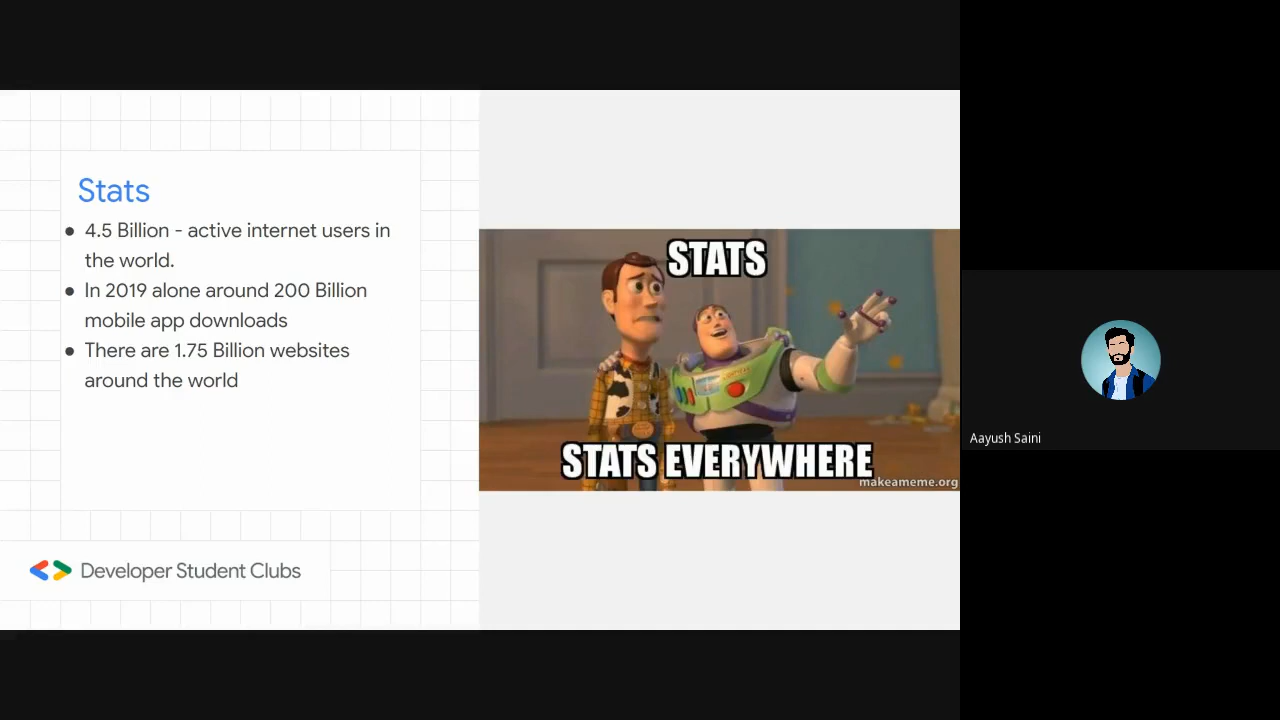 Stats
● 4.5 Billion - active internet users in
the world.
● In 2019 alone around 200 Billion
mobile app downloads
● There are 1.75 Billion websites
around the world
Developer Student Clubs
STATS
STATS EVERYWHERE
makeameme.org
Aayush Saini